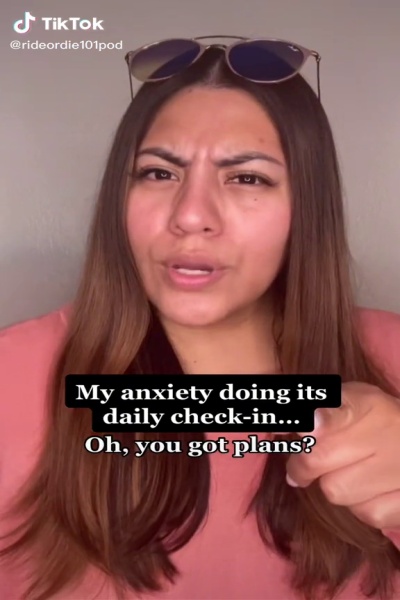 TikTok
@rideordie101pod
My anxiety doing its
daily check-in...
Oh, you got plans?